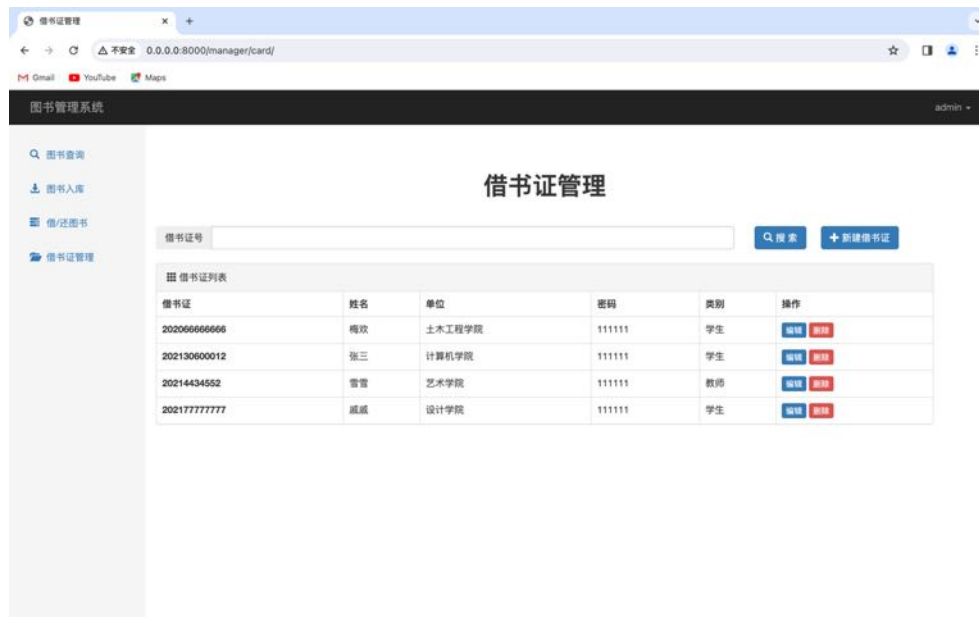 借书证管理
不安全 0.0.0.0:8000/manager/card/
Gmail YouTube Maps
图书管理系统 admin
图书查询
图书入库
借/还图书
借书证管理
借书证管理
借书证号 搜索 新建借书证
借书证列表
借书证 姓名 单位 密码 类别 操作
202066666666 梅欢 土木工程学院 111111 学生 编辑 删除
202130600012 张三 计算机学院 111111 学生 编辑 删除
20214434552 雪雪 艺术学院 111111 教师 编辑 删除
202177777777 戚戚 设计学院 111111 学生 编辑 删除